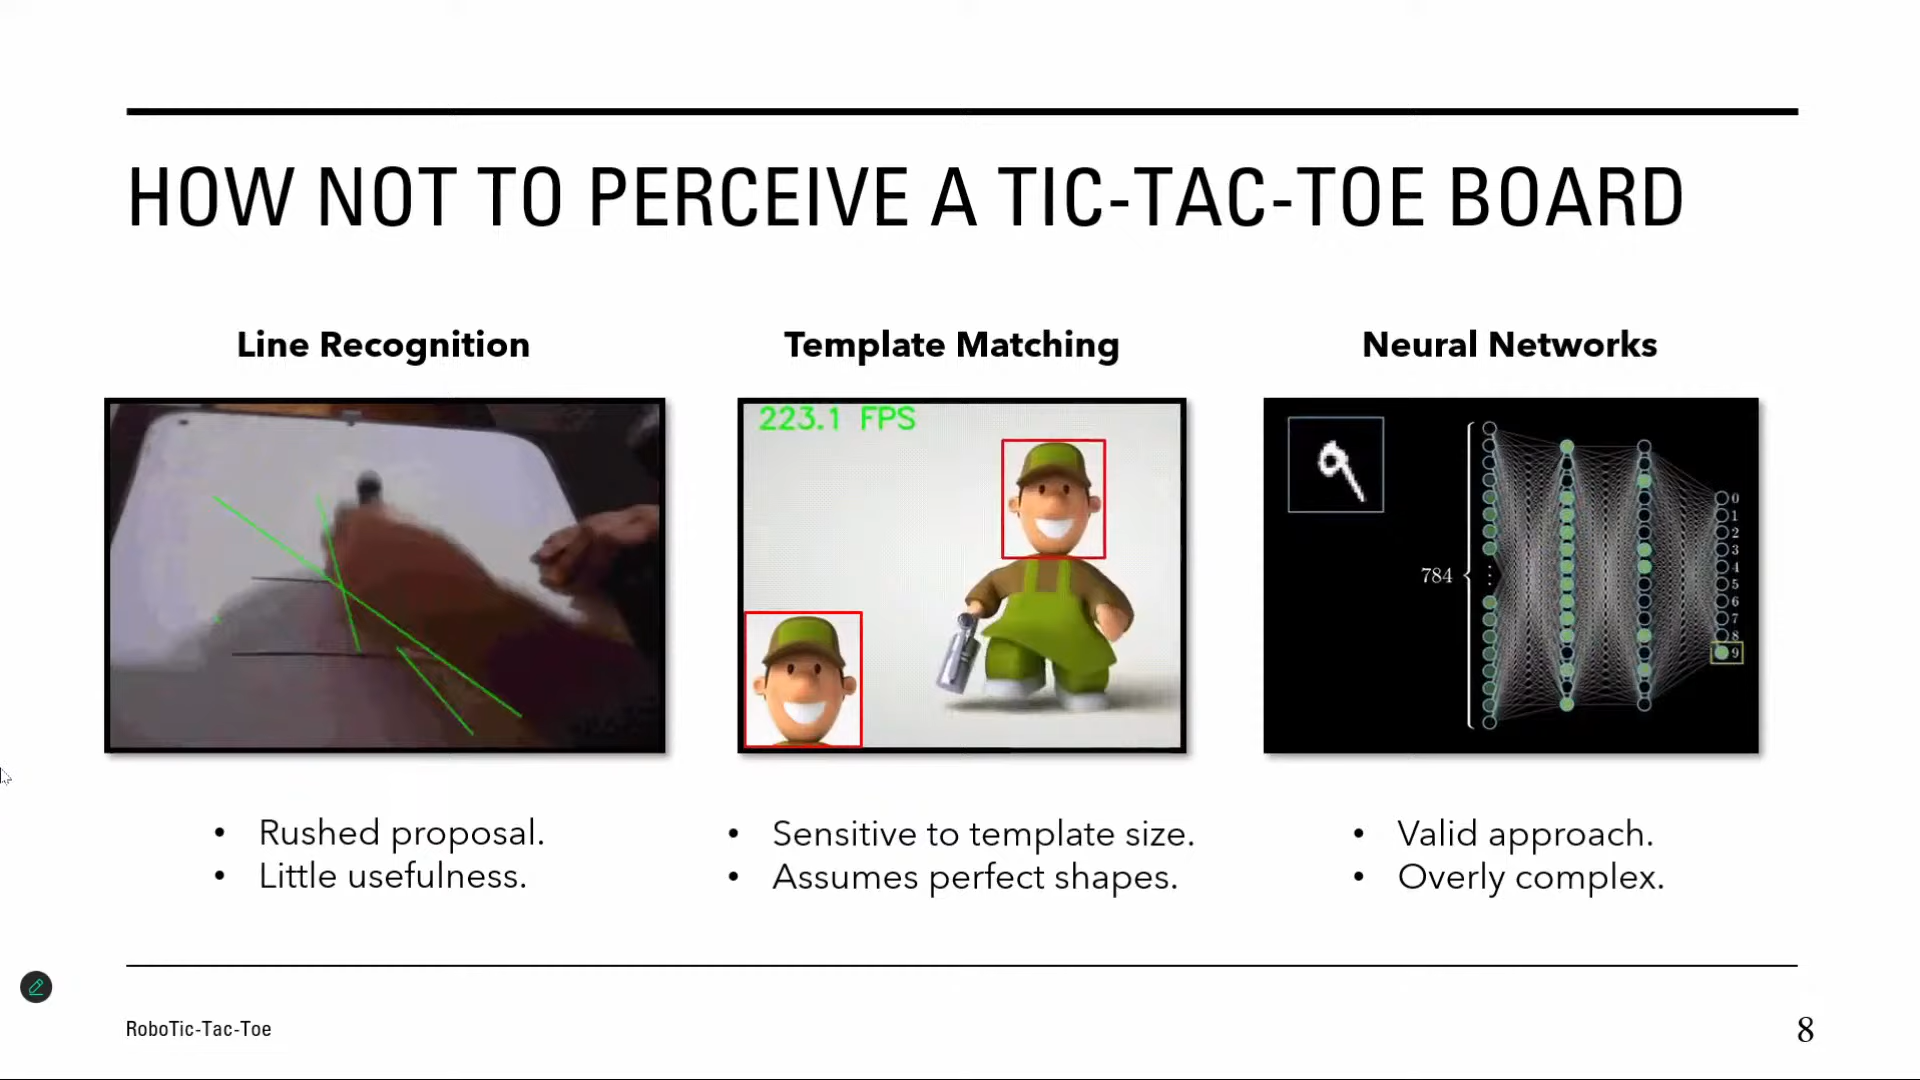 HOW NOT TO PERCEIVE A TIC-TAC-TOE BOARD
Line Recognition
Template Matching
Neural Networks
223.1 FPS
784
0
1
2
3
4
5
6
7
8
9
• Rushed proposal.
• Little usefulness.
• Sensitive to template size.
• Assumes perfect shapes.
• Valid approach.
• Overly complex.
RoboTic-Tac-Toe
8